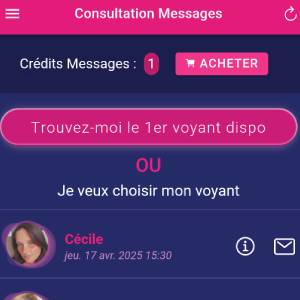 Consultation Messages
Crédits Messages : 1 ACHETER
Trouvez-moi le 1er voyant dispo
OU
Je veux choisir mon voyant
Cécile
jeu. 17 avr. 2025 15:30